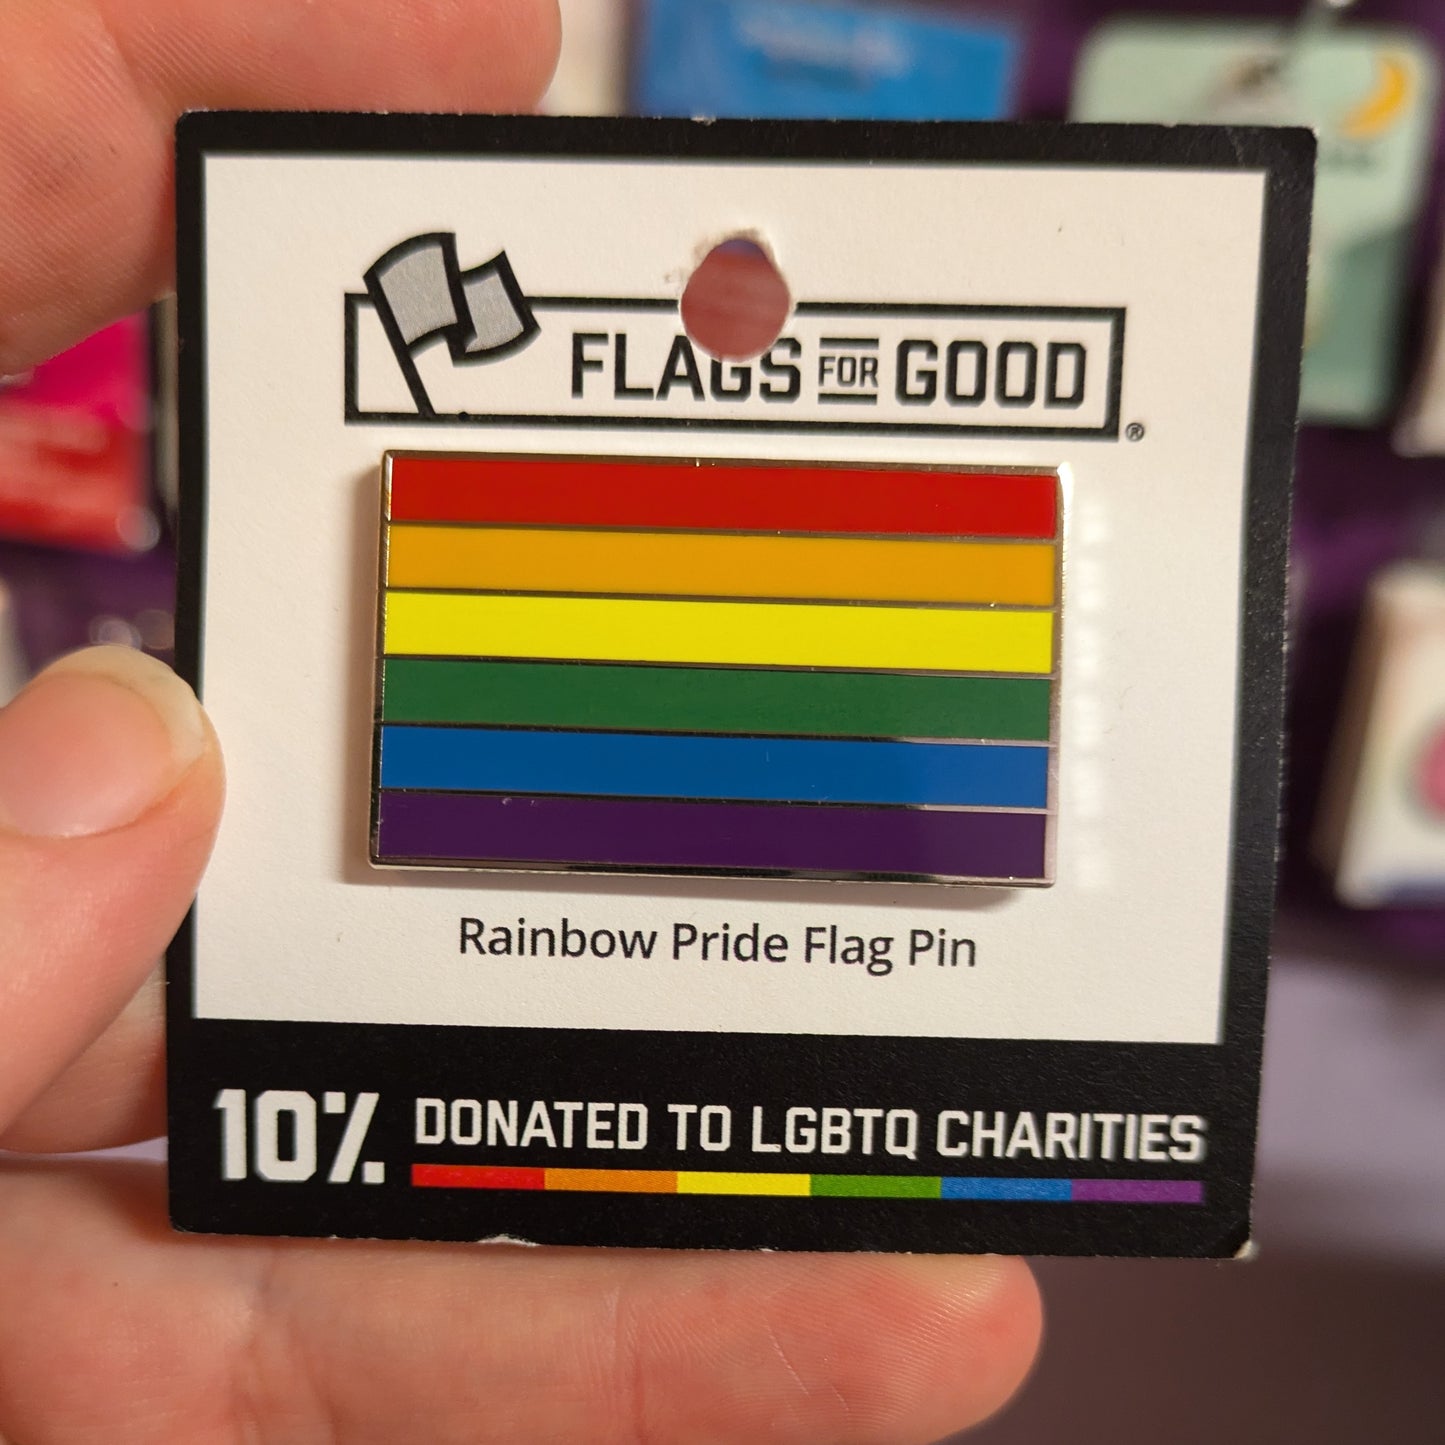 FLAGS FOR GOOD
®
Rainbow Pride Flag Pin
10% DONATED TO LGBTQ CHARITIES